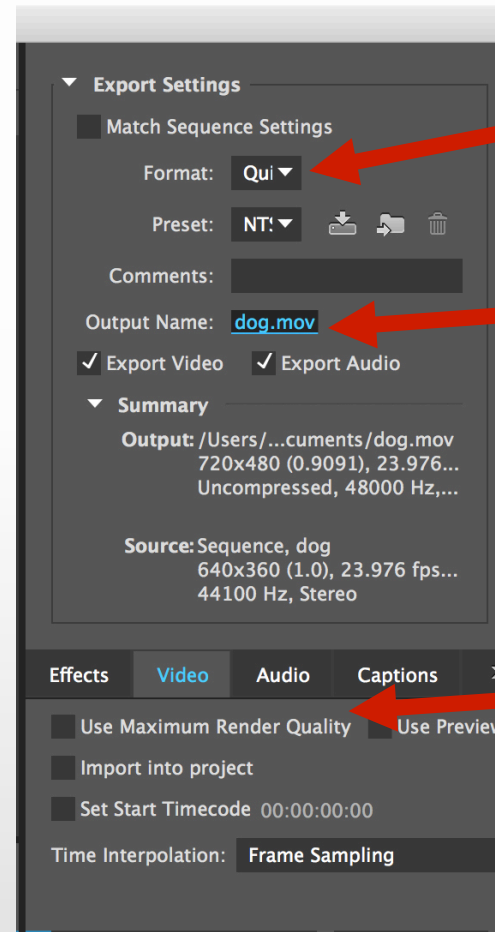 Export Settings
Match Sequence Settings
Format: Qui
Preset: NTS
Comments:
Output Name: dog.mov
Export Video Export Audio
Summary
Output: /Users/...cuments/dog.mov
720x480 (0.9091), 23.976...
Uncompressed, 48000 Hz,...
Source: Sequence, dog
640x360 (1.0), 23.976 fps...
44100 Hz, Stereo
Effects Video Audio Captions
Use Maximum Render Quality Use Preview
Import into project
Set Start Timecode 00:00:00:00
Time Interpolation: Frame Sampling